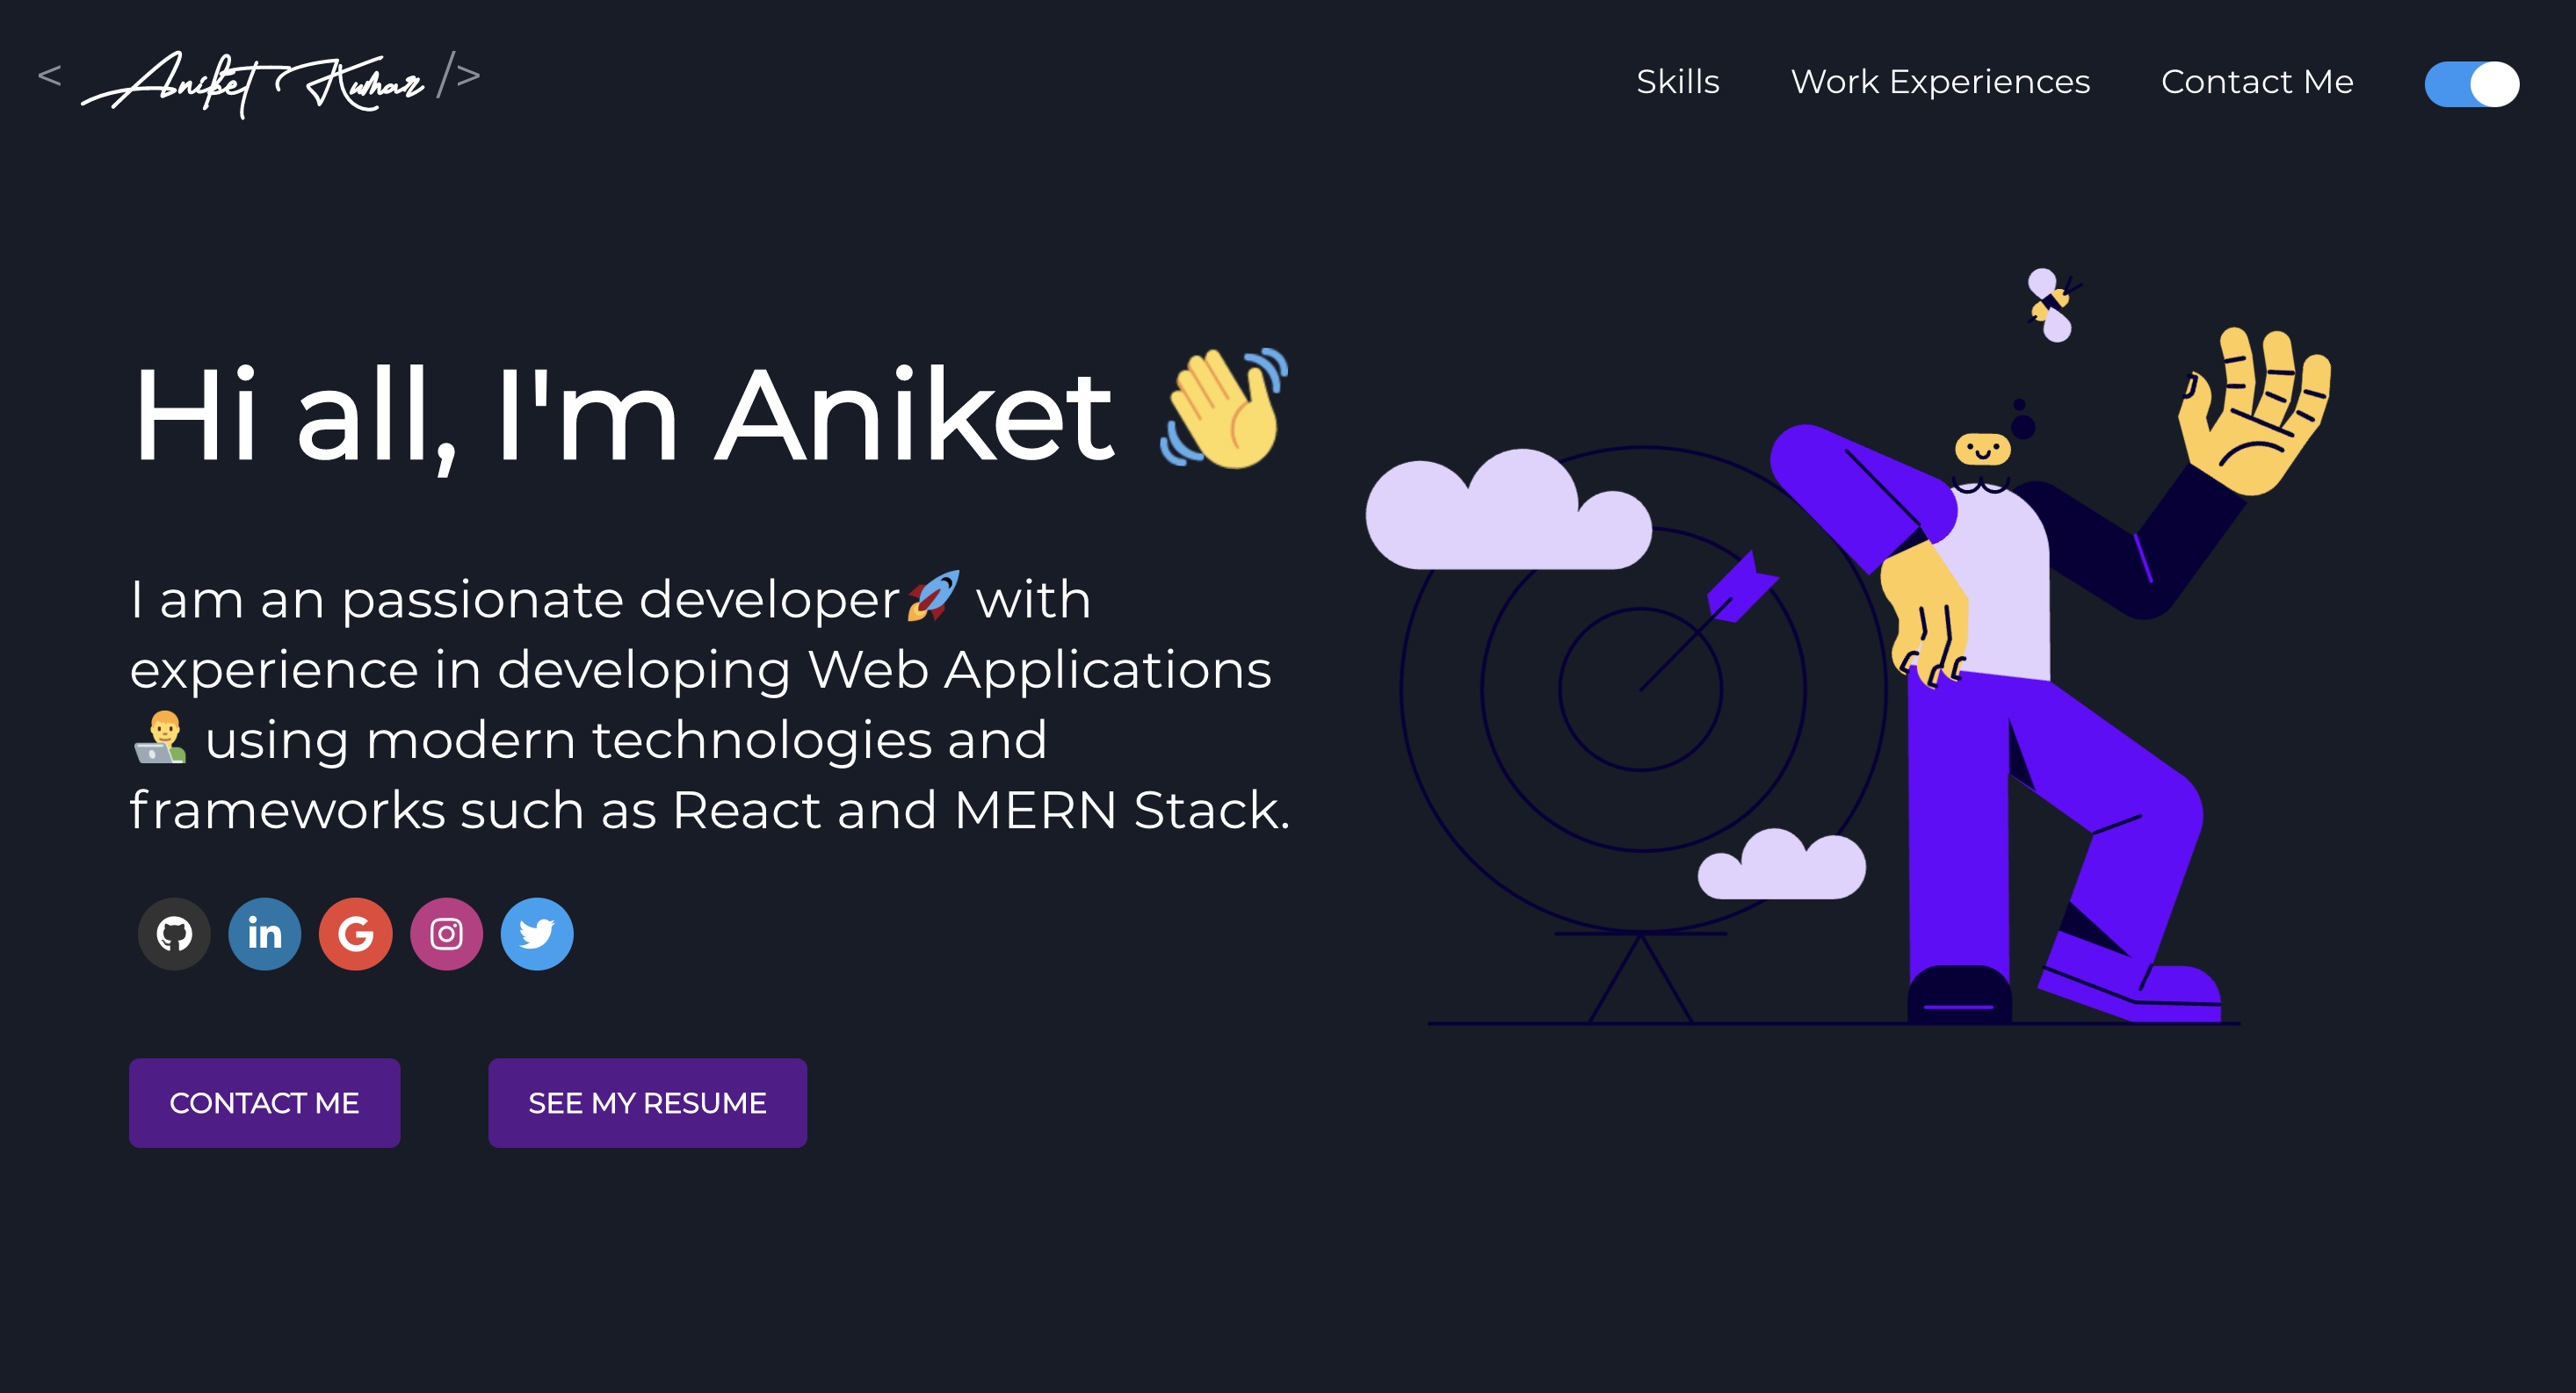 < Aniket Kumar />
Skills
Work Experiences
Contact Me
Hi all, I'm Aniket 👋
I am an passionate developer🚀 with
experience in developing Web Applications
👨‍💻 using modern technologies and
frameworks such as React and MERN Stack.
in
G
CONTACT ME
SEE MY RESUME